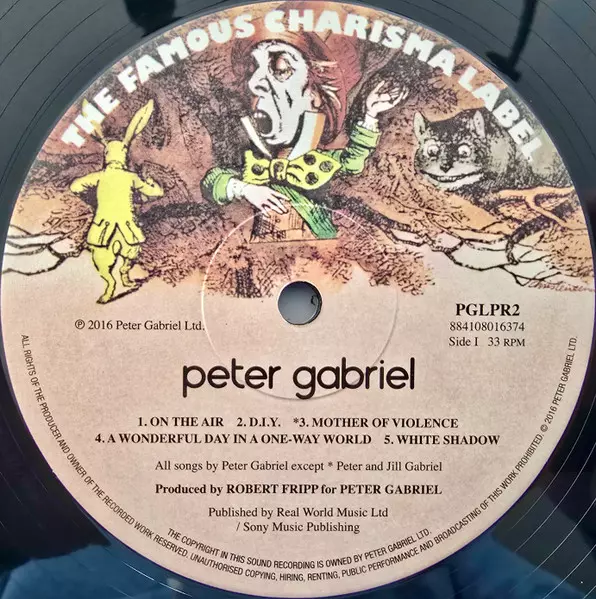 THE FAMOUS CHARISMA LABEL
℗ 2016 Peter Gabriel Ltd.
PGLPR2
884108016374
Side I 33 RPM
peter gabriel
1. ON THE AIR 2. D.I.Y. *3. MOTHER OF VIOLENCE
4. A WONDERFUL DAY IN A ONE-WAY WORLD 5. WHITE SHADOW
All songs by Peter Gabriel except * Peter and Jill Gabriel
Produced by ROBERT FRIPP for PETER GABRIEL
Published by Real World Music Ltd
/ Sony Music Publishing
ALL RIGHTS OF THE PRODUCER AND OWNER OF THE RECORDED WORK RESERVED. UNAUTHORISED COPYING, HIRING, RENTING, PUBLIC PERFORMANCE AND BROADCASTING OF THIS WORK PROHIBITED. © 2016 PETER GABRIEL LTD.
THE COPYRIGHT IN THIS SOUND RECORDING IS OWNED BY PETER GABRIEL LTD.